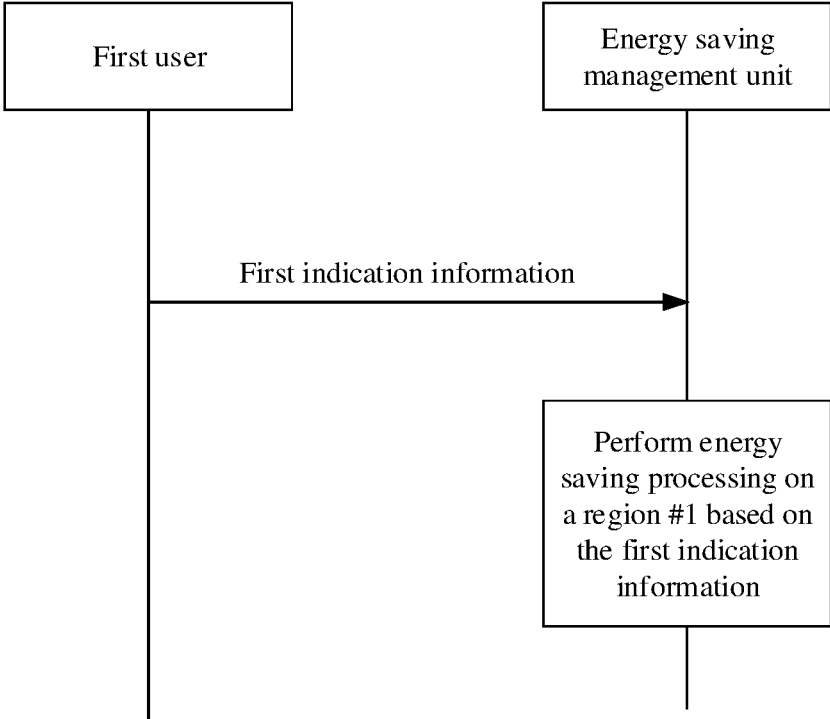 First user
Energy saving
management unit
First indication information
Perform energy
saving processing on
a region #1 based on
the first indication
information